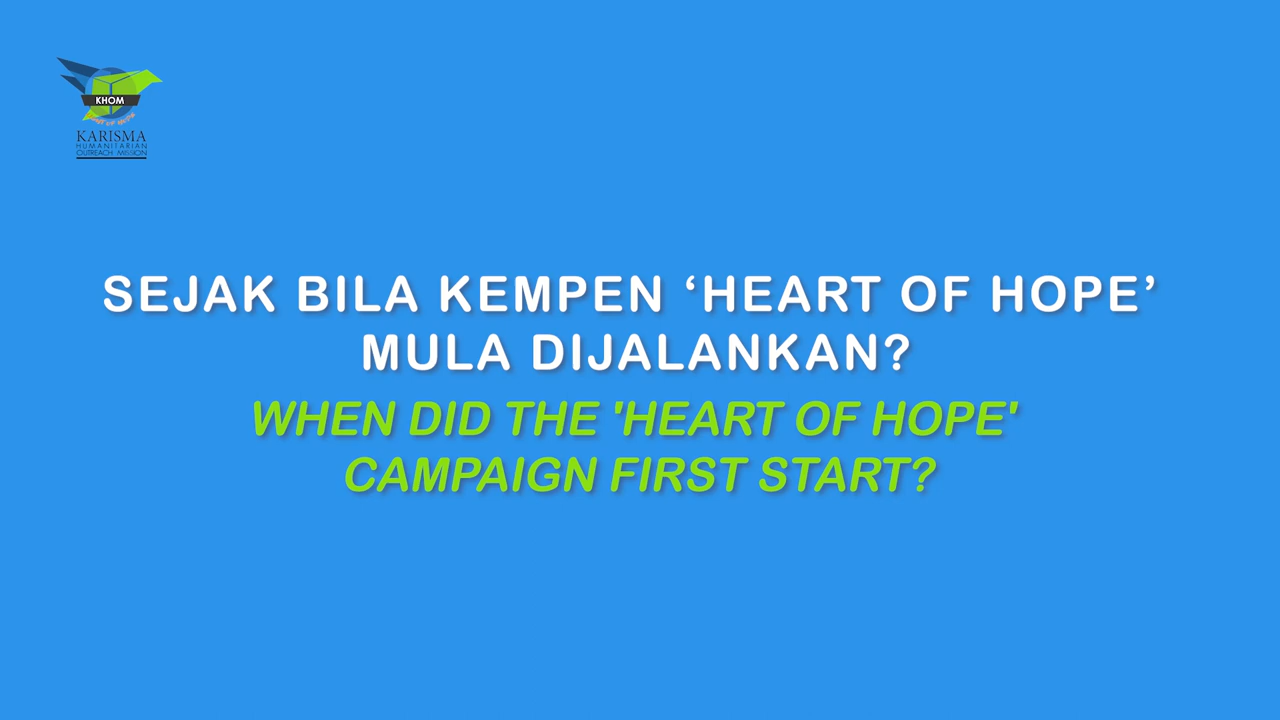 KHOM
KARISMA
HUMANITARIAN
OUTREACH MISSION
SEJAK BILA KEMPEN ‘HEART OF HOPE’
MULA DIJALANKAN?
WHEN DID THE 'HEART OF HOPE'
CAMPAIGN FIRST START?